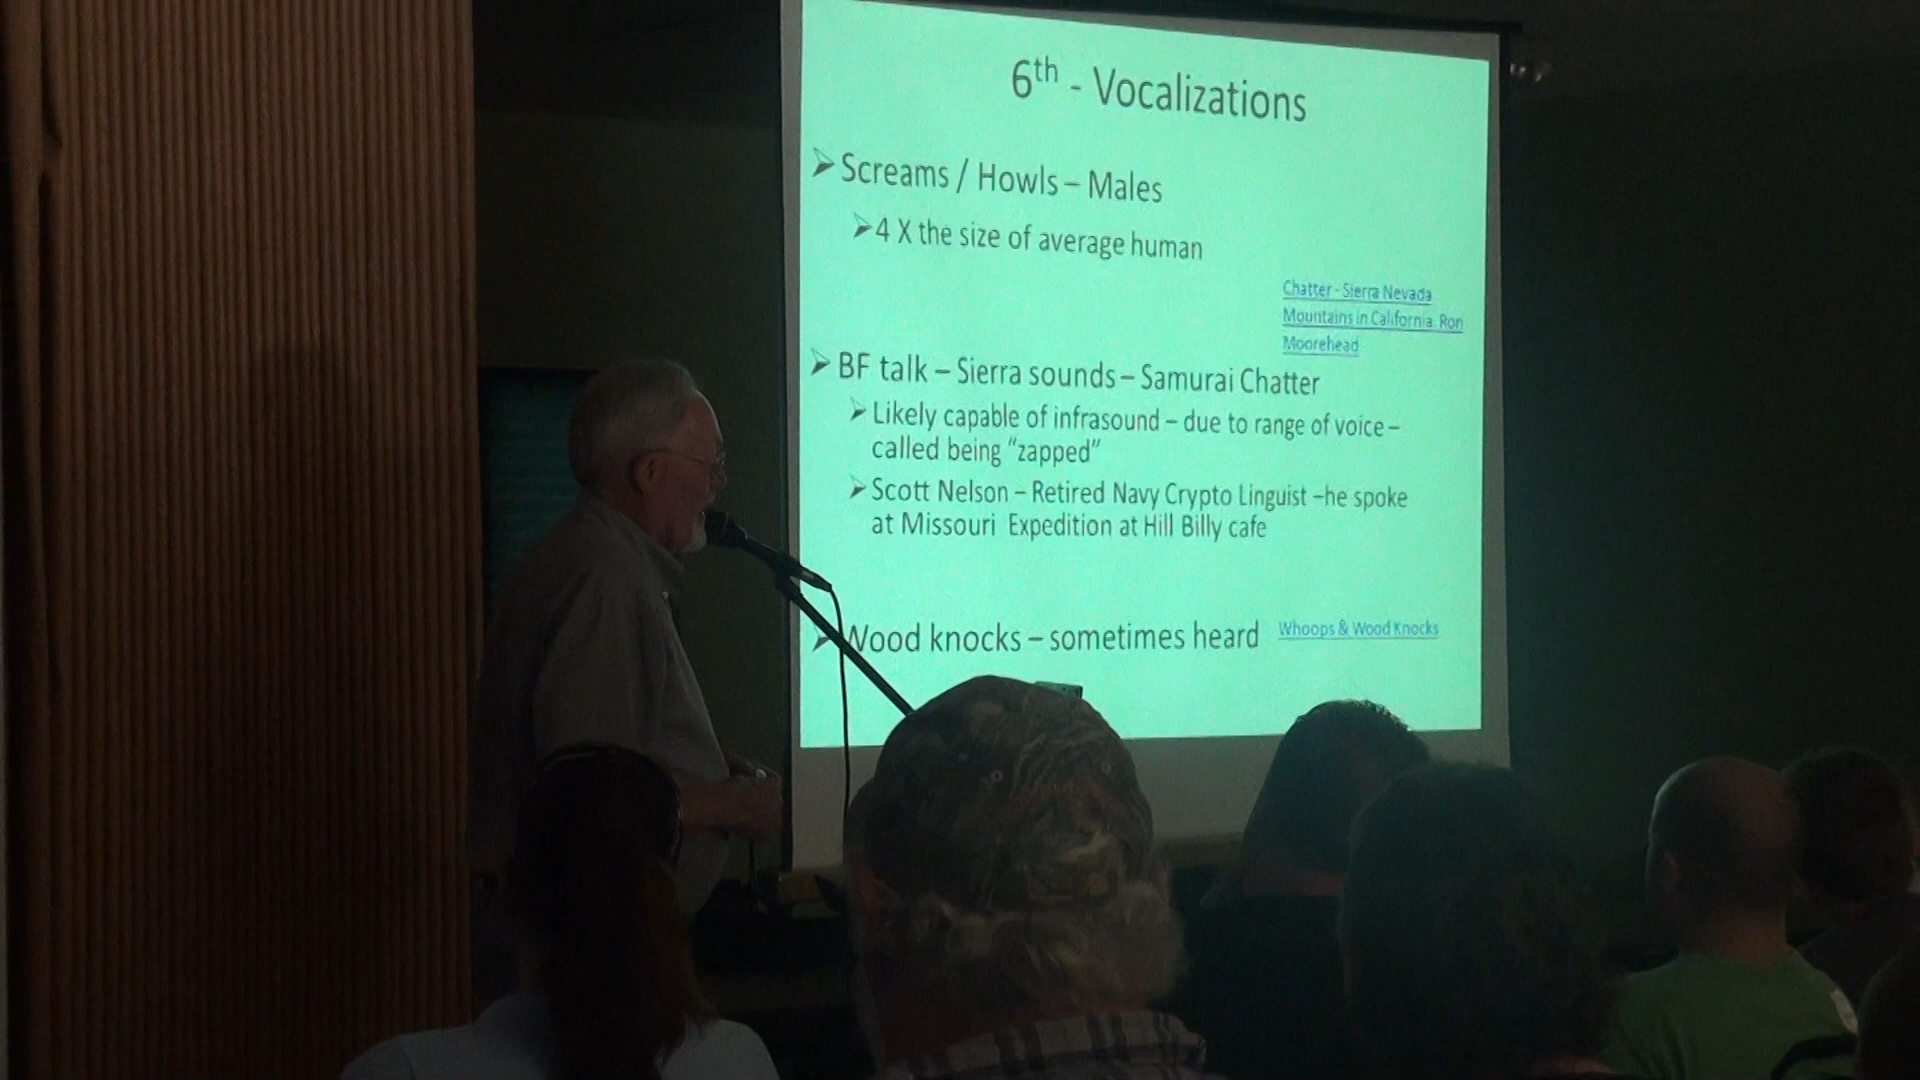 6th - Vocalizations
Screams / Howls – Males
4 X the size of average human
Chatter - Sierra Nevada
Mountains in California. Ron
Moorehead
BF talk – Sierra sounds – Samurai Chatter
Likely capable of infrasound – due to range of voice –
called being “zapped”
Scott Nelson – Retired Navy Crypto Linguist –he spoke
at Missouri Expedition at Hill Billy cafe
Wood knocks – sometimes heard
Whoops & Wood Knocks